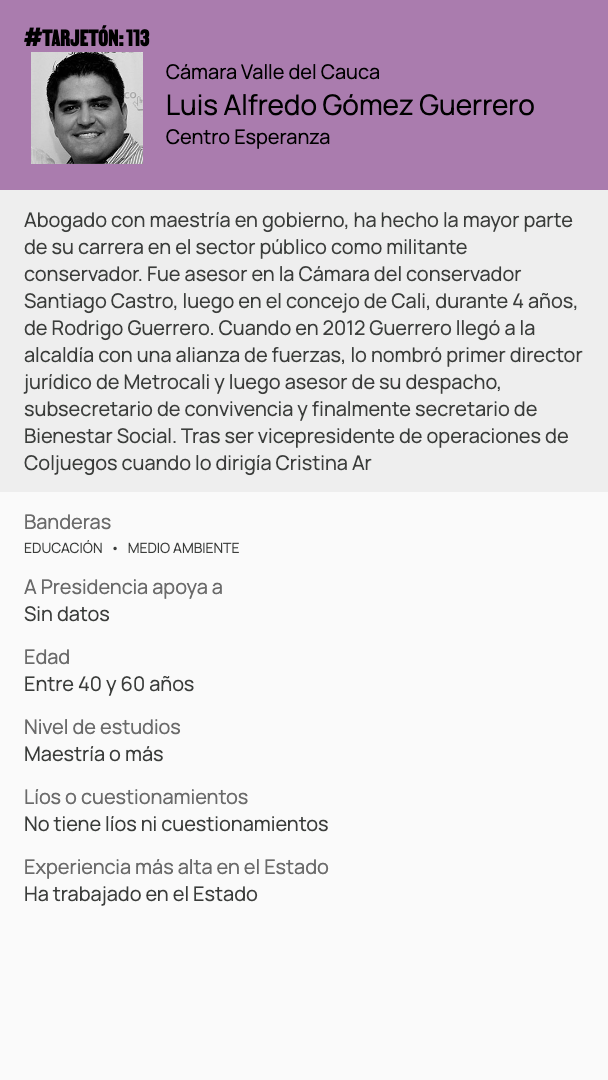 #TARJETÓN: 113
Cámara Valle del Cauca
Luis Alfredo Gómez Guerrero
Centro Esperanza
Abogado con maestría en gobierno, ha hecho la mayor parte
de su carrera en el sector público como militante
conservador. Fue asesor en la Cámara del conservador
Santiago Castro, luego en el concejo de Cali, durante 4 años,
de Rodrigo Guerrero. Cuando en 2012 Guerrero llegó a la
alcaldía con una alianza de fuerzas, lo nombró primer director
jurídico de Metrocali y luego asesor de su despacho,
subsecretario de convivencia y finalmente secretario de
Bienestar Social. Tras ser vicepresidente de operaciones de
Coljuegos cuando lo dirigía Cristina Ar
Banderas
EDUCACIÓN • MEDIO AMBIENTE
A Presidencia apoya a
Sin datos
Edad
Entre 40 y 60 años
Nivel de estudios
Maestría o más
Líos o cuestionamientos
No tiene líos ni cuestionamientos
Experiencia más alta en el Estado
Ha trabajado en el Estado